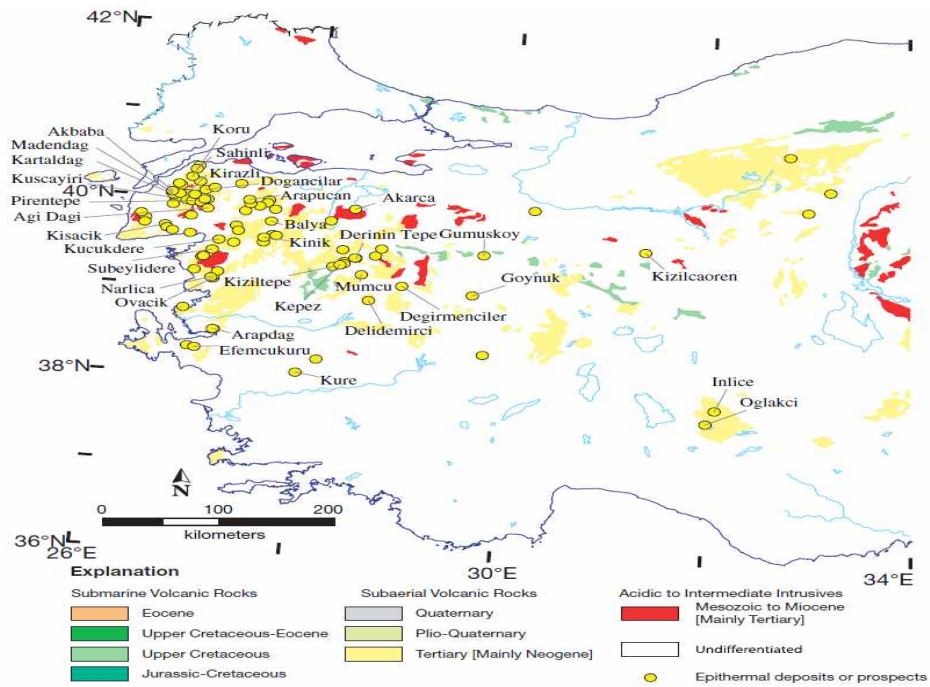 42°N
Akbaba
Koru
Madendag
Sahinli
Kartaldag
Kirazli
Kuscayiri
Dogancilar
40°N
Pirentepe
Arapucan
Akarca
Agi Dagi
Balya
Kisacik
Derinin Tepe
Gumuskoy
Kucukdere
Kinik
Subeylidere
Kizilcaoren
Narlica
Kiziltepe
Mumcu
Goynuk
Ovacik
Kepez
Degirmenciler
Delidemirci
Arapdag
Efemcukuru
38°N
Kure
Inlice
Oglakci
N
0 100 200
kilometers
36°N
26°E
30°E
34°E
Explanation
Submarine Volcanic Rocks
Eocene
Upper Cretaceous-Eocene
Upper Cretaceous
Jurassic-Cretaceous
Subaerial Volcanic Rocks
Quaternary
Plio-Quaternary
Tertiary [Mainly Neogene]
Acidic to Intermediate Intrusives
Mesozoic to Miocene
[Mainly Tertiary]
Undifferentiated
Epithermal deposits or prospects